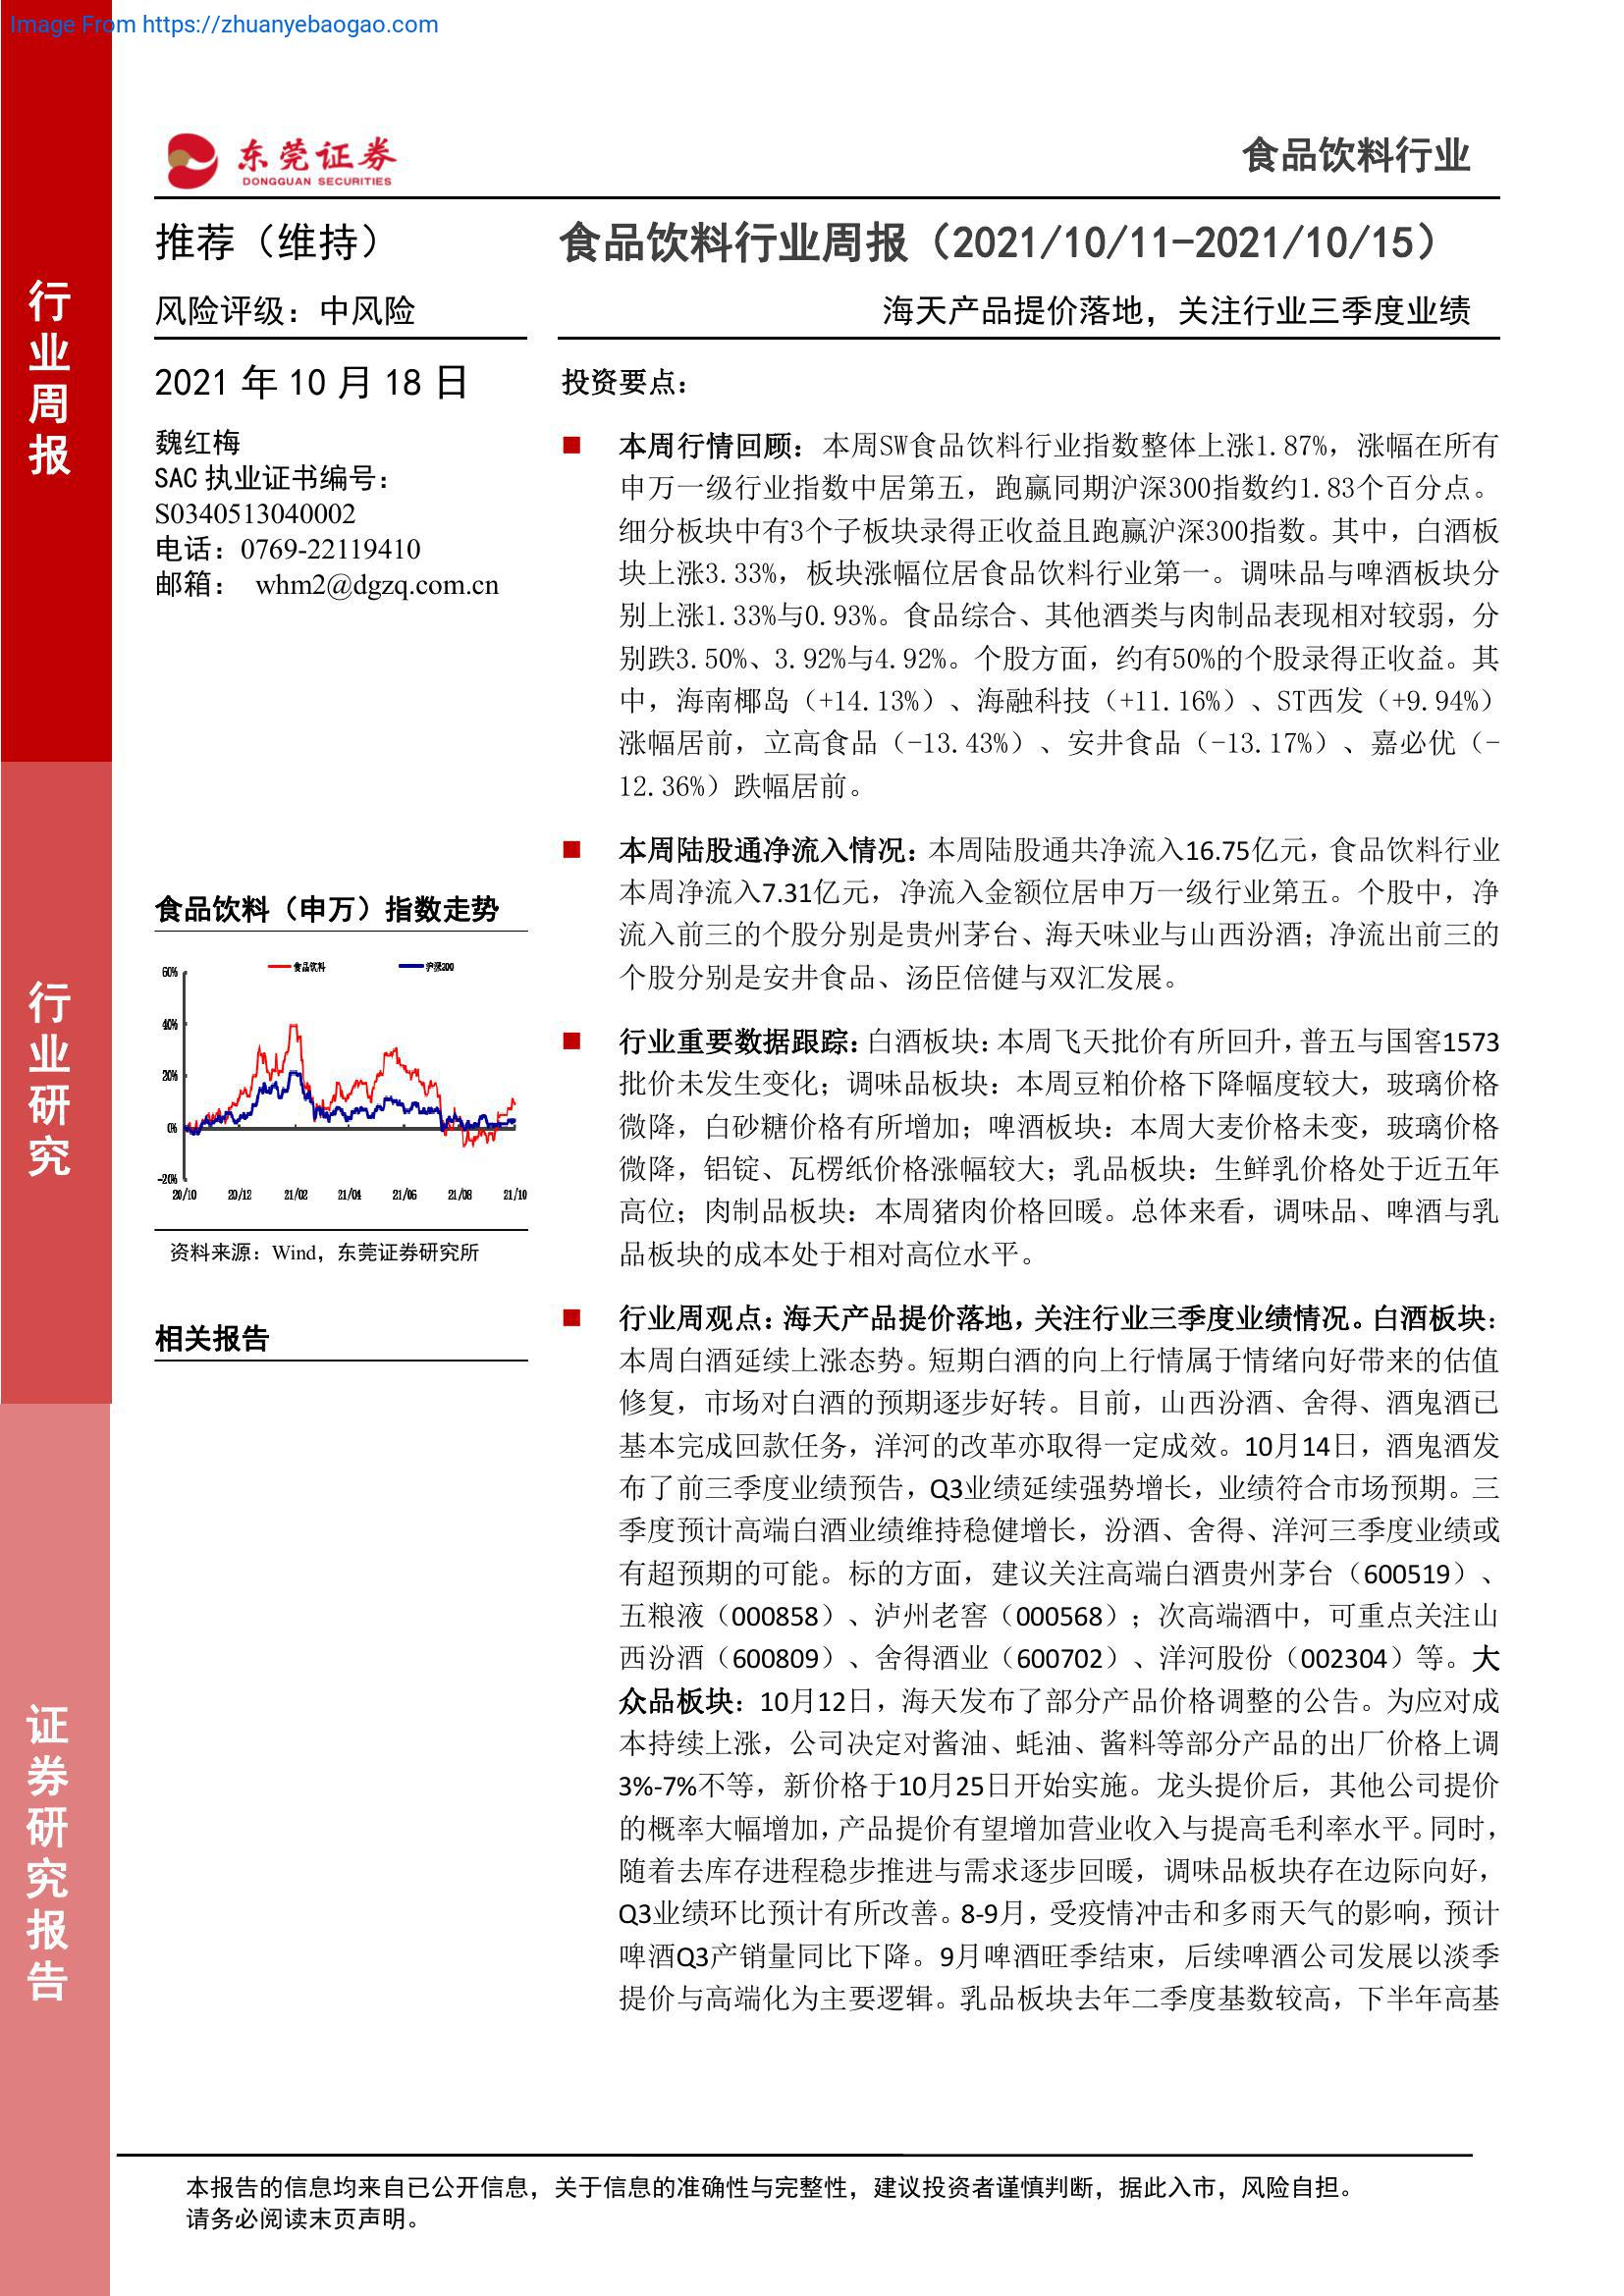 Image From https://zhuanyebaogao.com
东莞证券
DONGGUAN SECURITIES
食品饮料行业
行业周报
行业研究
证券研究报告
推荐（维持）
风险评级：中风险
2021 年 10 月 18 日
魏红梅
SAC 执业证书编号：
S0340513040002
电话：0769-22119410
邮箱： whm2@dgzq.com.cn
食品饮料（申万）指数走势
食品饮料 沪深300
60%
40%
20%
0%
-20%
20/10 20/12 21/02 21/04 21/06 21/08 21/10
资料来源：Wind，东莞证券研究所
相关报告
食品饮料行业周报（2021/10/11-2021/10/15）
海天产品提价落地，关注行业三季度业绩
投资要点：
本周行情回顾：本周SW食品饮料行业指数整体上涨1.87%，涨幅在所有
申万一级行业指数中居第五，跑赢同期沪深300指数约1.83个百分点。
细分板块中有3个子板块录得正收益且跑赢沪深300指数。其中，白酒板
块上涨3.33%，板块涨幅位居食品饮料行业第一。调味品与啤酒板块分
别上涨1.33%与0.93%。食品综合、其他酒类与肉制品表现相对较弱，分
别跌3.50%、3.92%与4.92%。个股方面，约有50%的个股录得正收益。其
中，海南椰岛（+14.13%）、海融科技（+11.16%）、ST西发（+9.94%）
涨幅居前，立高食品（-13.43%）、安井食品（-13.17%）、嘉必优（-
12.36%）跌幅居前。
本周陆股通净流入情况：本周陆股通共净流入16.75亿元，食品饮料行业
本周净流入7.31亿元，净流入金额位居申万一级行业第五。个股中，净
流入前三的个股分别是贵州茅台、海天味业与山西汾酒；净流出前三的
个股分别是安井食品、汤臣倍健与双汇发展。
行业重要数据跟踪：白酒板块：本周飞天批价有所回升，普五与国窖1573
批价未发生变化；调味品板块：本周豆粕价格下降幅度较大，玻璃价格
微降，白砂糖价格有所增加；啤酒板块：本周大麦价格未变，玻璃价格
微降，铝锭、瓦楞纸价格涨幅较大；乳品板块：生鲜乳价格处于近五年
高位；肉制品板块：本周猪肉价格回暖。总体来看，调味品、啤酒与乳
品板块的成本处于相对高位水平。
行业周观点：海天产品提价落地，关注行业三季度业绩情况。白酒板块：
本周白酒延续上涨态势。短期白酒的向上行情属于情绪向好带来的估值
修复，市场对白酒的预期逐步好转。目前，山西汾酒、舍得、酒鬼酒已
基本完成回款任务，洋河的改革亦取得一定成效。10月14日，酒鬼酒发
布了前三季度业绩预告，Q3业绩延续强势增长，业绩符合市场预期。三
季度预计高端白酒业绩维持稳健增长，汾酒、舍得、洋河三季度业绩或
有超预期的可能。标的方面，建议关注高端白酒贵州茅台（600519）、
五粮液（000858）、泸州老窖（000568）；次高端酒中，可重点关注山
西汾酒（600809）、舍得酒业（600702）、洋河股份（002304）等。大
众品板块：10月12日，海天发布了部分产品价格调整的公告。为应对成
本持续上涨，公司决定对酱油、蚝油、酱料等部分产品的出厂价格上调
3%-7%不等，新价格于10月25日开始实施。龙头提价后，其他公司提价
的概率大幅增加，产品提价有望增加营业收入与提高毛利率水平。同时，
随着去库存进程稳步推进与需求逐步回暖，调味品板块存在边际向好，
Q3业绩环比预计有所改善。8-9月，受疫情冲击和多雨天气的影响，预计
啤酒Q3产销量同比下降。9月啤酒旺季结束，后续啤酒公司发展以淡季
提价与高端化为主要逻辑。乳品板块去年二季度基数较高，下半年高基
本报告的信息均来自已公开信息，关于信息的准确性与完整性，建议投资者谨慎判断，据此入市，风险自担。
请务必阅读末页声明。